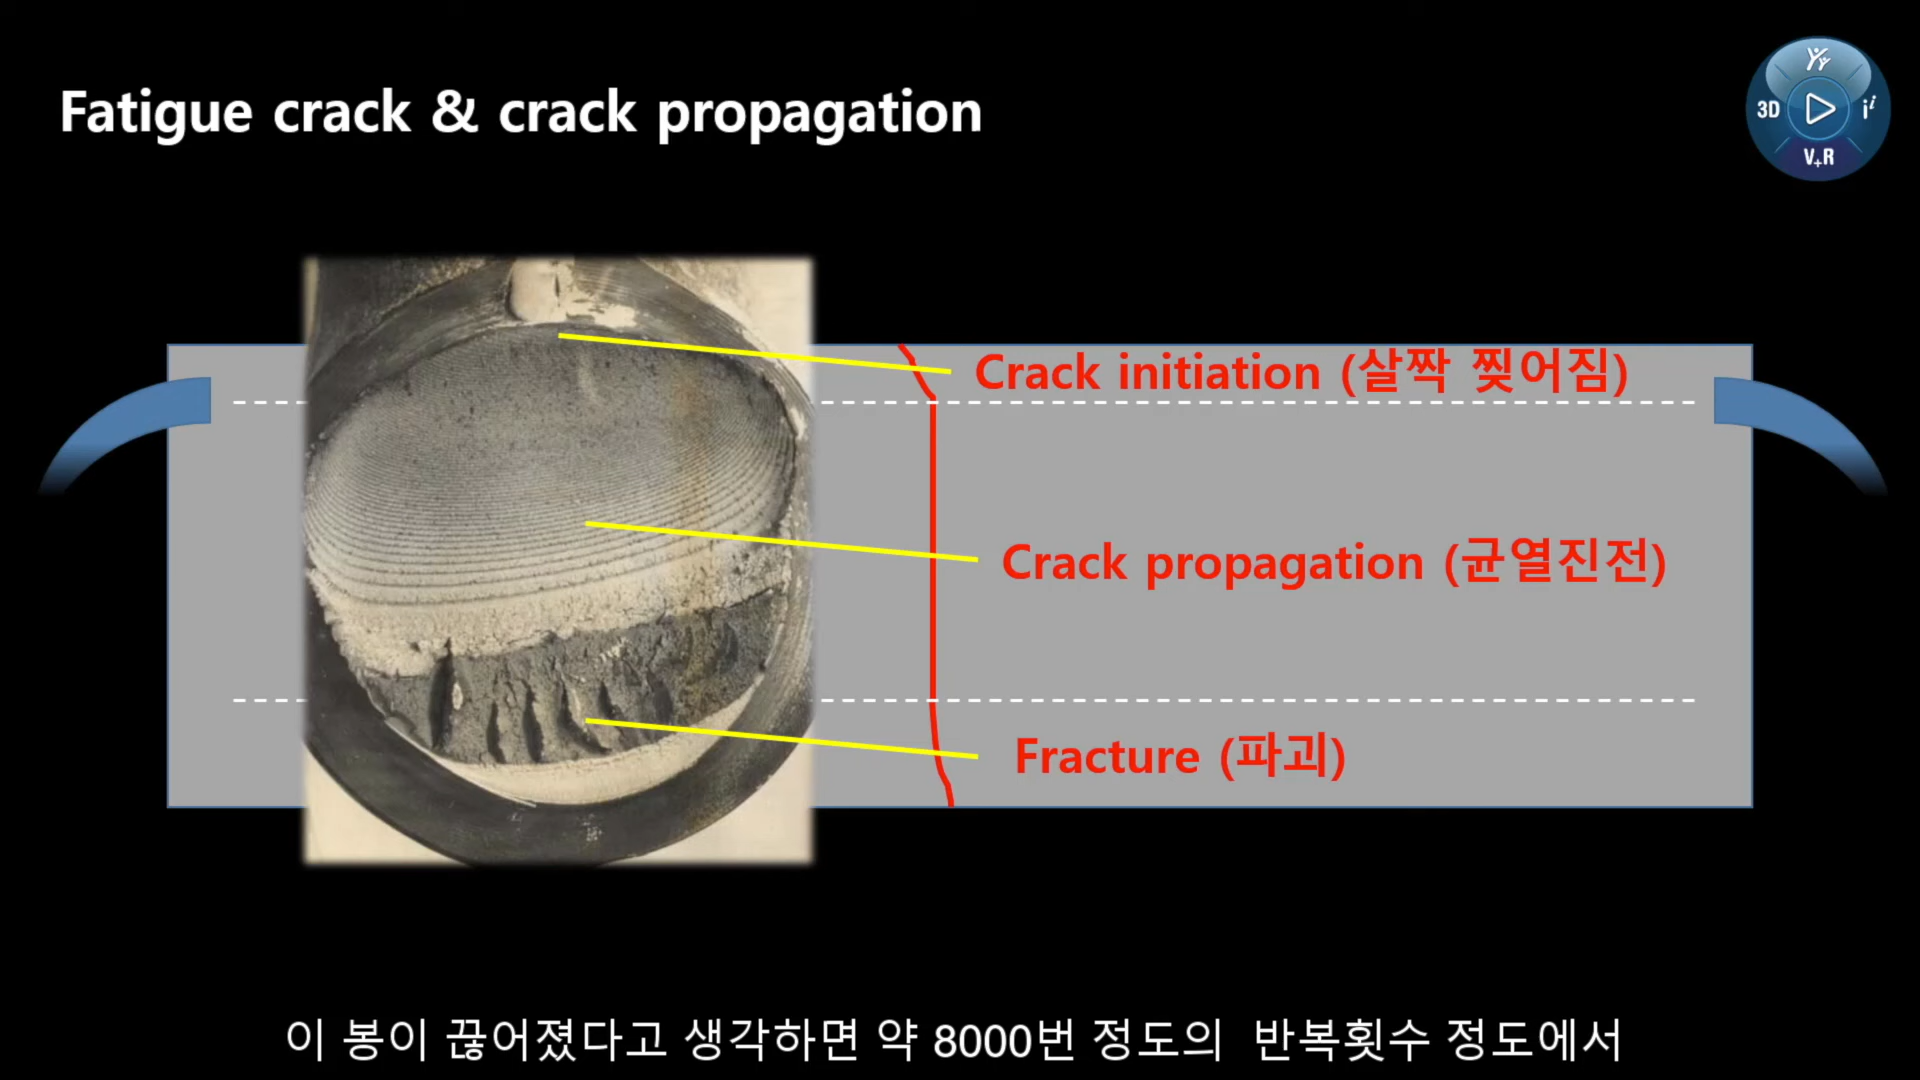 Fatigue crack & crack propagation
3D
V+R
Crack initiation (살짝 찢어짐)
Crack propagation (균열진전)
Fracture (파괴)
이 봉이 끊어졌다고 생각하면 약 8000번 정도의 반복횟수 정도에서